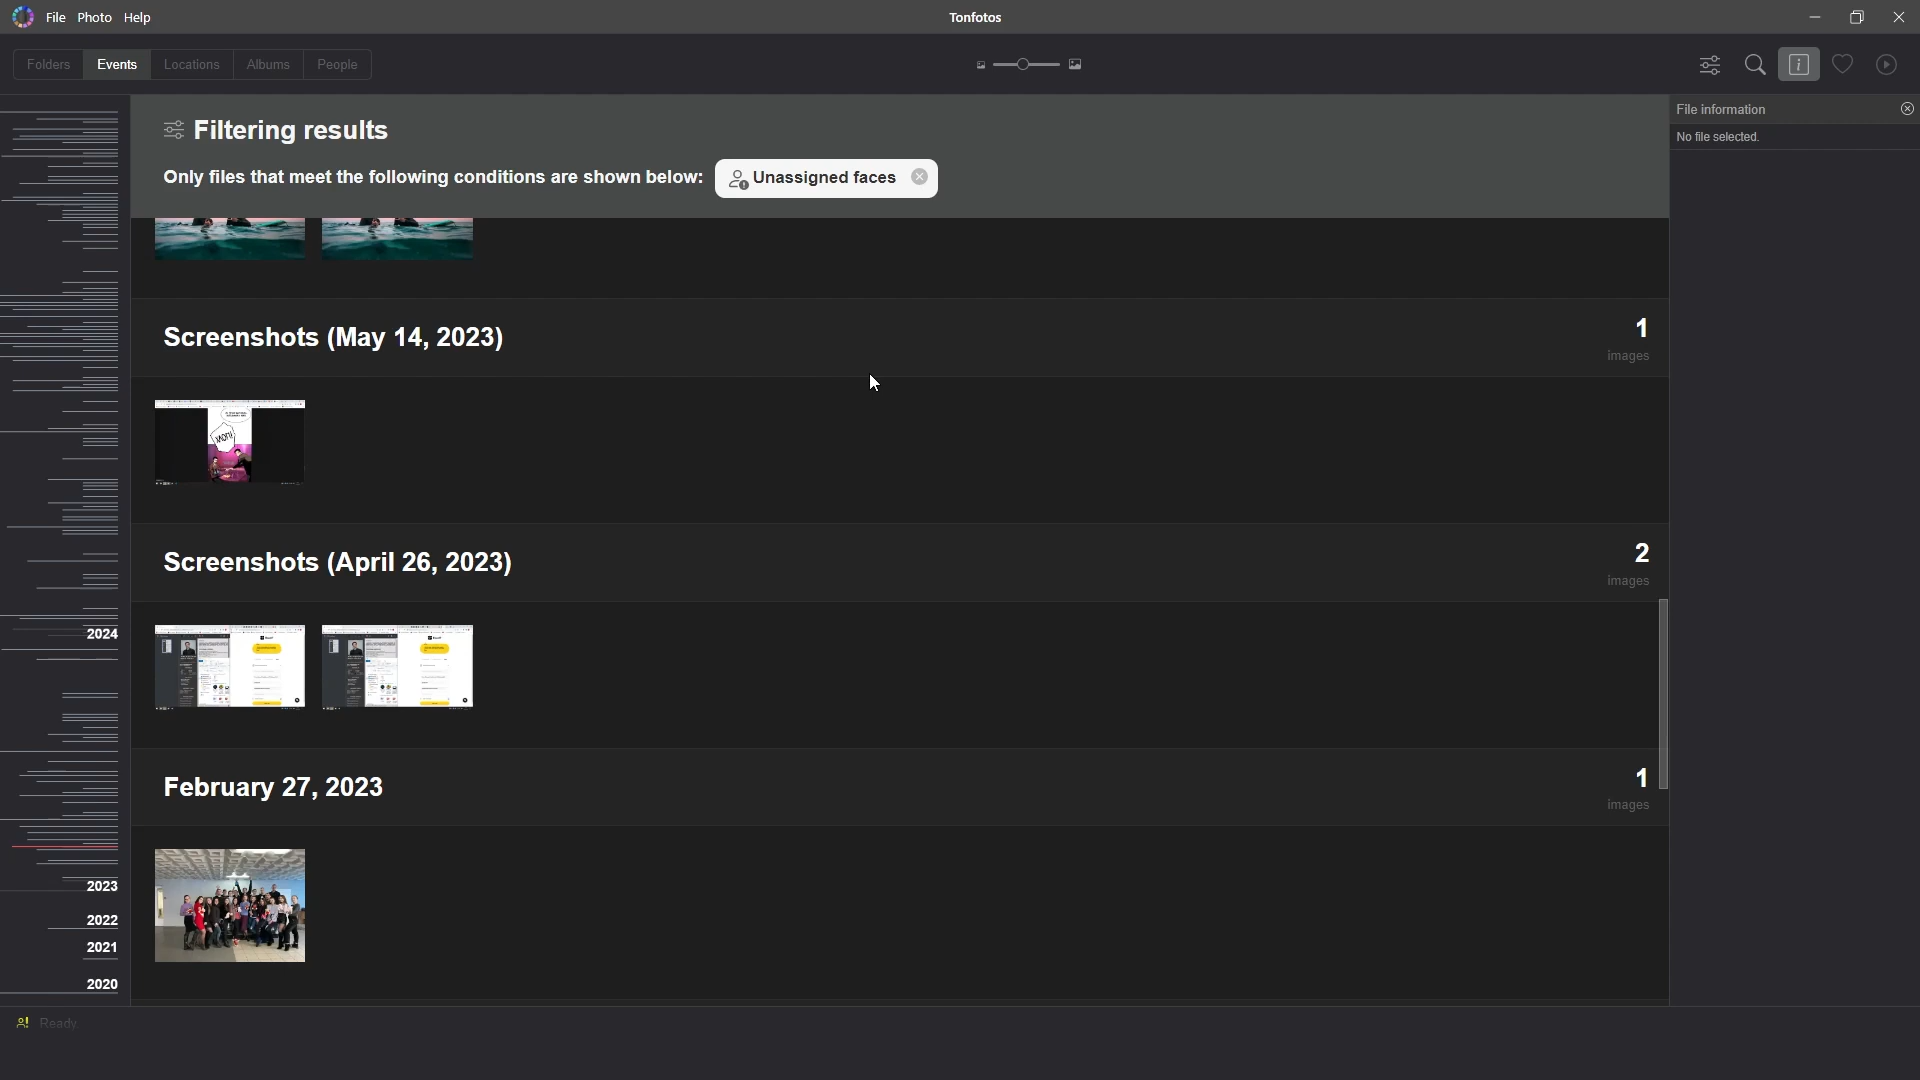 File Photo Help
Tonfotos
Folders Events Locations Albums People
Filtering results
Only files that meet the following conditions are shown below: Unassigned faces
File information
No file selected.
Screenshots (May 14, 2023)
1
images
Screenshots (April 26, 2023)
2
images
February 27, 2023
1
images
2024
2023
2022
2021
2020
Ready.